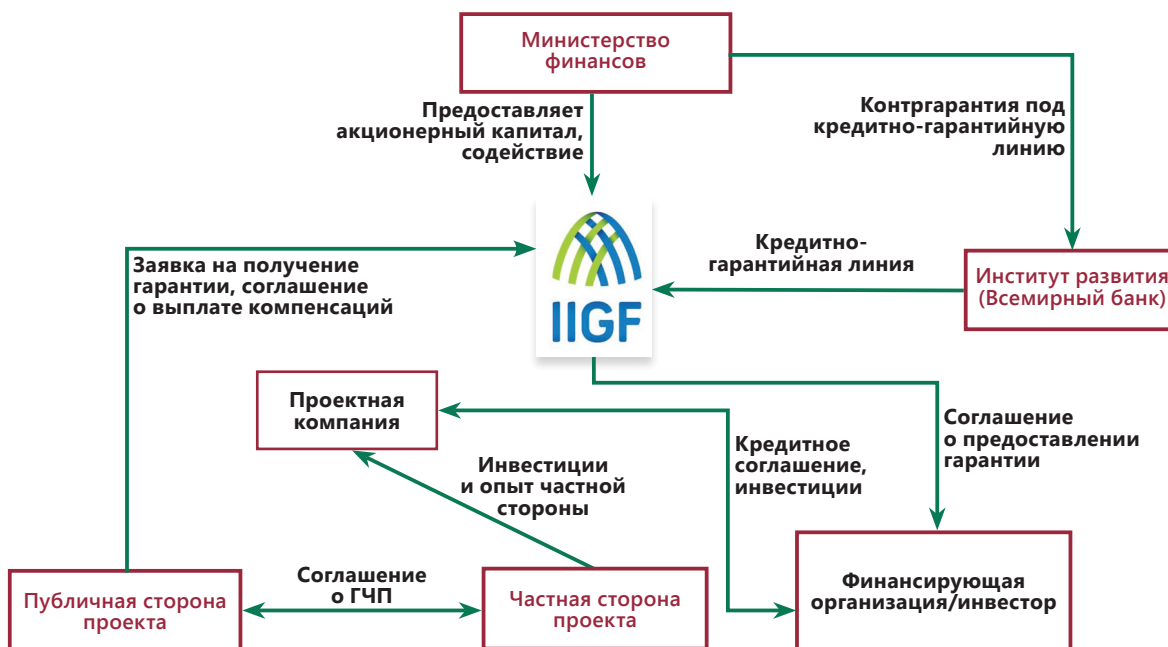 Министерство
финансов
Предоставляет
акционерный капитал,
содействие
Контргарантия под
кредитно-гарантийную
линию
Заявка на получение
гарантии, соглашение
о выплате компенсаций
IIGF
Кредитно-
гарантийная линия
Институт развития
(Всемирный банк)
Проектная
компания
Кредитное
соглашение,
инвестиции
Соглашение
о предоставлении
гарантии
Инвестиции
и опыт частной
стороны
Публичная сторона
проекта
Соглашение
о ГЧП
Частная сторона
проекта
Финансирующая
организация/инвестор